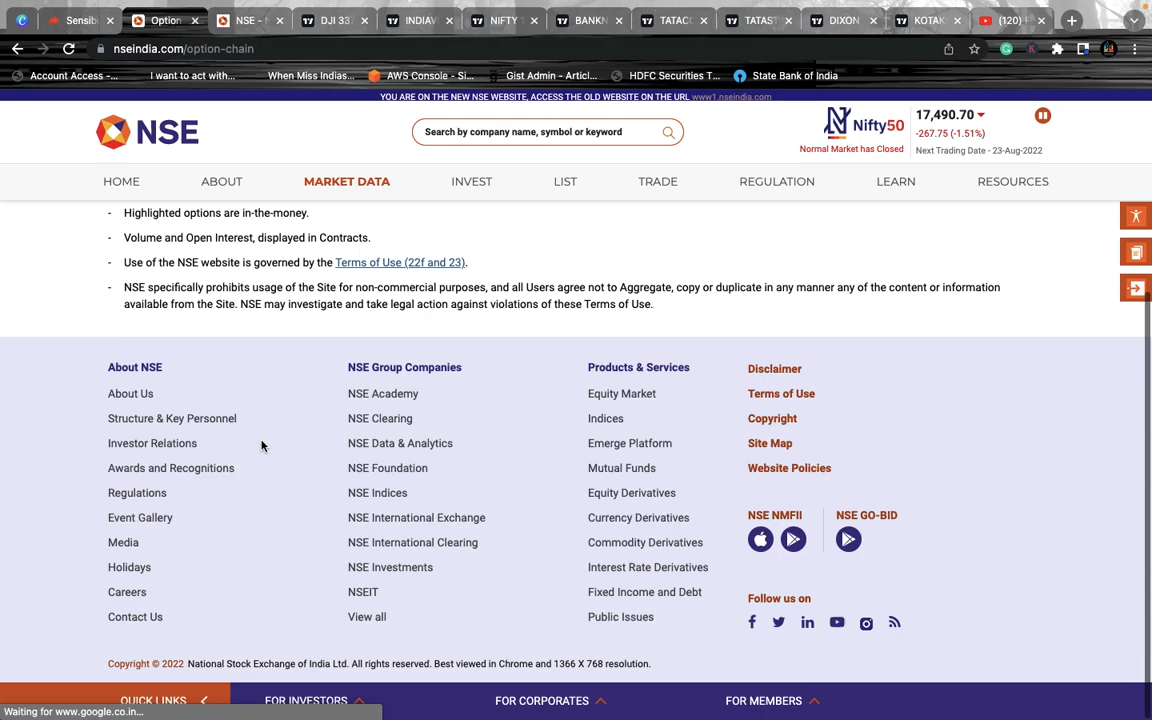 Sensib
Option
NSE -
DJI 337
INDIAV
NIFTY
BANKN
TATACO
TATAST
DIXON
KOTAK
(120)
nseindia.com/option-chain
Account Access -...
I want to act with...
When Miss Indias...
AWS Console - Si...
Gist Admin - Articl...
HDFC Securities T...
State Bank of India
YOU ARE ON THE NEW NSE WEBSITE, ACCESS THE OLD WEBSITE ON THE URL www1.nseindia.com
NSE
Search by company name, symbol or keyword
Nifty50
Normal Market has Closed
17,490.70
-267.75 (-1.51%)
Next Trading Date - 23-Aug-2022
HOME
ABOUT
MARKET DATA
INVEST
LIST
TRADE
REGULATION
LEARN
RESOURCES
- Highlighted options are in-the-money.
- Volume and Open Interest, displayed in Contracts.
- Use of the NSE website is governed by the Terms of Use (22f and 23).
- NSE specifically prohibits usage of the Site for non-commercial purposes, and all Users agree not to Aggregate, copy or duplicate in any manner any of the content or information
available from the Site. NSE may investigate and take legal action against violations of these Terms of Use.
About NSE
About Us
Structure & Key Personnel
Investor Relations
Awards and Recognitions
Regulations
Event Gallery
Media
Holidays
Careers
Contact Us
NSE Group Companies
NSE Academy
NSE Clearing
NSE Data & Analytics
NSE Foundation
NSE Indices
NSE International Exchange
NSE International Clearing
NSE Investments
NSEIT
View all
Products & Services
Equity Market
Indices
Emerge Platform
Mutual Funds
Equity Derivatives
Currency Derivatives
Commodity Derivatives
Interest Rate Derivatives
Fixed Income and Debt
Public Issues
Disclaimer
Terms of Use
Copyright
Site Map
Website Policies
NSE NMFII
NSE GO-BID
Follow us on
Copyright © 2022 National Stock Exchange of India Ltd. All rights reserved. Best viewed in Chrome and 1366 X 768 resolution.
QUICK LINKS
FOR INVESTORS
FOR CORPORATES
FOR MEMBERS
Waiting for www.google.co.in...